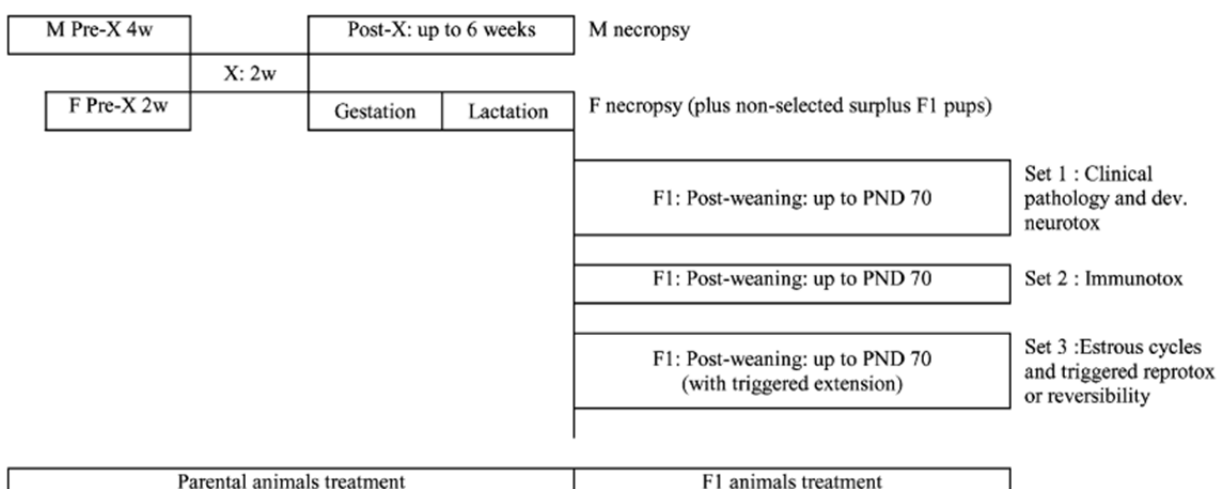 M Pre-X 4w
Post-X: up to 6 weeks
M necropsy
X: 2w
F Pre-X 2w
Gestation
Lactation
F necropsy (plus non-selected surplus F1 pups)
F1: Post-weaning: up to PND 70
Set 1 : Clinical
pathology and dev.
neurotox
F1: Post-weaning: up to PND 70
Set 2 : Immunotox
F1: Post-weaning: up to PND 70
(with triggered extension)
Set 3 :Estrous cycles
and triggered reprotox
or reversibility
Parental animals treatment
F1 animals treatment